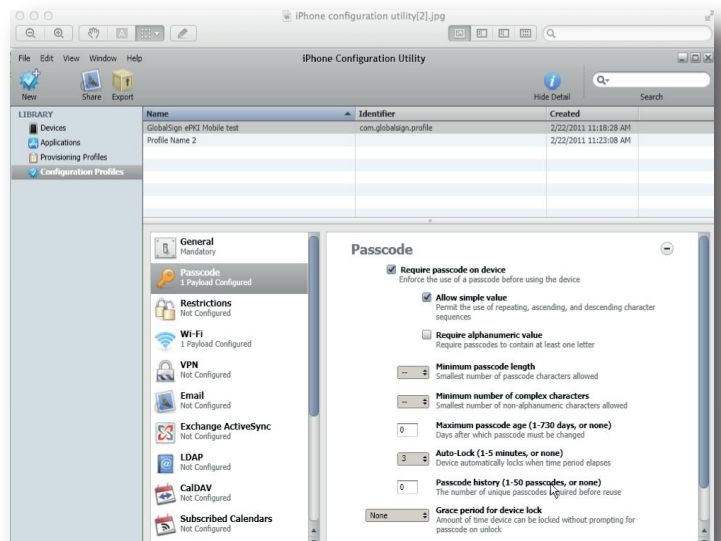 iPhone configuration utility[2].jpg
File Edit View Window Help
iPhone Configuration Utility
New Share Export
Hide Detail
Search
LIBRARY
Devices
Applications
Provisioning Profiles
Configuration Profiles
Name Identifier Created
GlobalSign ePKI Mobile test com.globalsign.profile 2/22/2011 11:18:28 AM
Profile Name 2 2/22/2011 11:23:08 AM
General
Mandatory
Passcode
1 Payload Configured
Restrictions
Not Configured
Wi-Fi
1 Payload Configured
VPN
Not Configured
Email
Not Configured
Exchange ActiveSync
Not Configured
LDAP
Not Configured
CalDAV
Not Configured
Subscribed Calendars
Not Configured
Passcode
Require passcode on device
Enforce the use of a passcode before using the device
Allow simple value
Permit the use of repeating, ascending, and descending character
sequences
Require alphanumeric value
Require passcodes to contain at least one letter
-- Minimum passcode length
Smallest number of passcode characters allowed
-- Minimum number of complex characters
Smallest number of non-alphanumeric characters allowed
0 Maximum passcode age (1-730 days, or none)
Days after which passcode must be changed
3 Auto-Lock (1-5 minutes, or none)
Device automatically locks when time period elapses
0 Passcode history (1-50 passcodes, or none)
The number of unique passcodes required before reuse
None Grace period for device lock
Amount of time device can be locked without prompting for
passcode on unlock